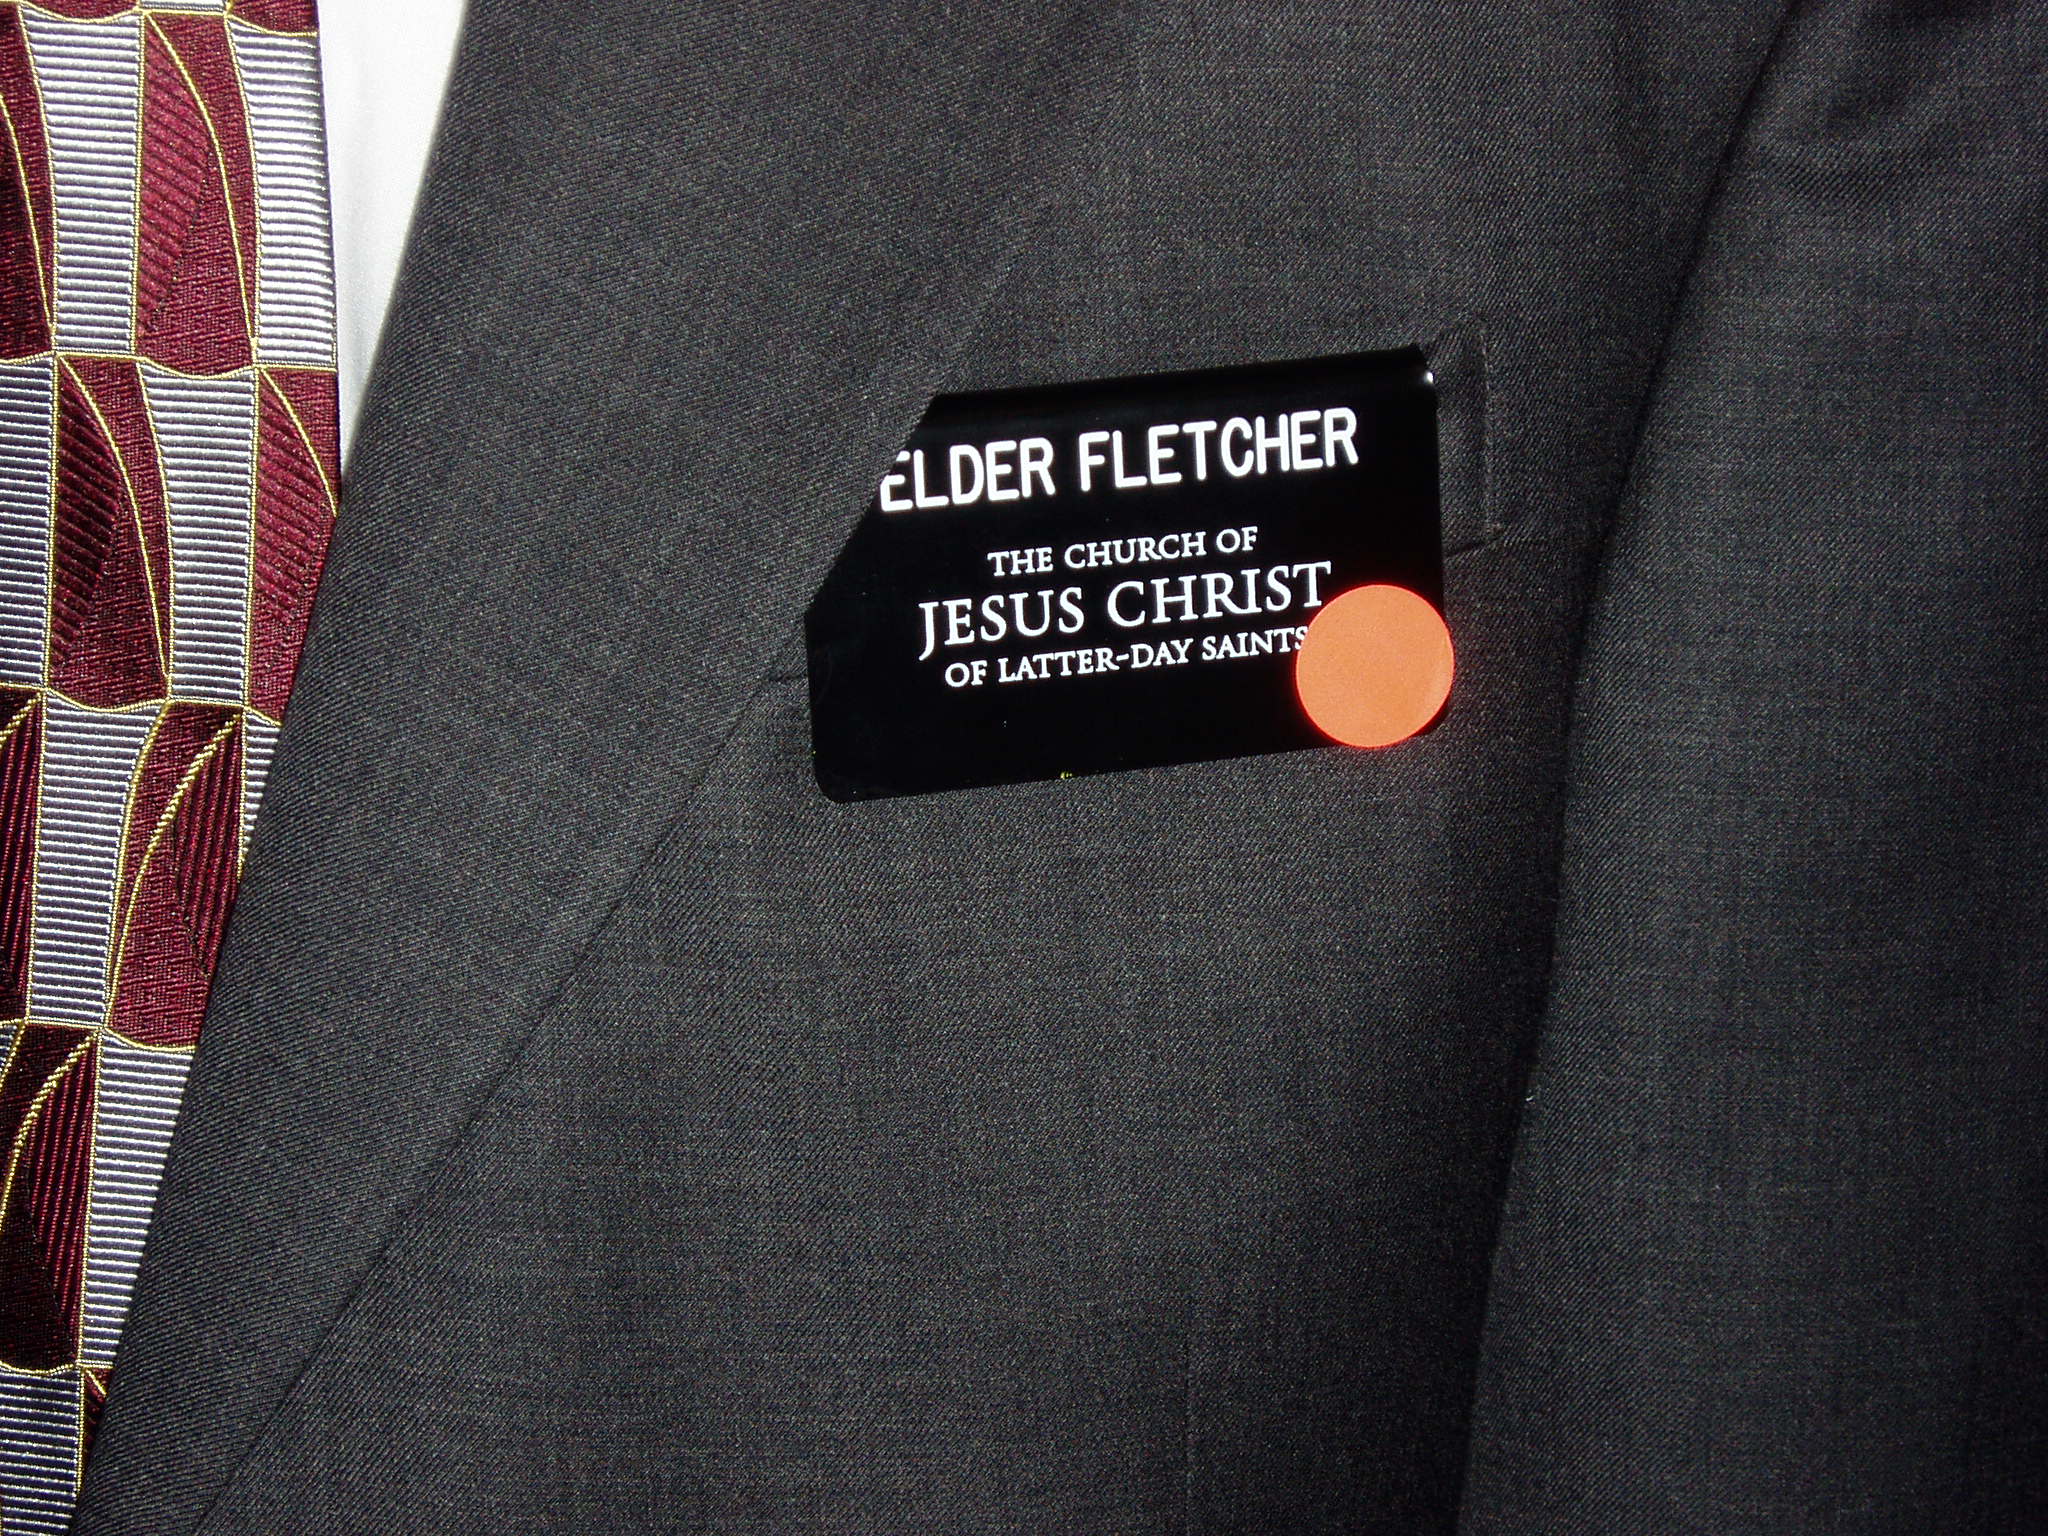 ELDER FLETCHER
THE CHURCH OF
JESUS CHRIST
OF LATTER-DAY SAINTS